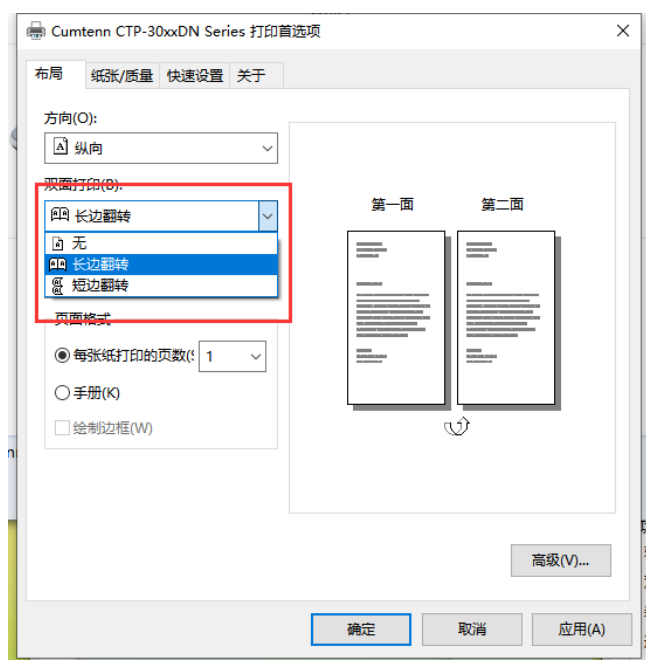 Cumtenn CTP-30xxDN Series 打印首选项
布局 纸张/质量 快速设置 关于
方向(O):
纵向
双面打印(B):
长边翻转
无
长边翻转
短边翻转
页面格式
每张纸打印的页数(S 1
手册(K)
绘制边框(W)
第一面 第二面
高级(V)...
确定 取消 应用(A)